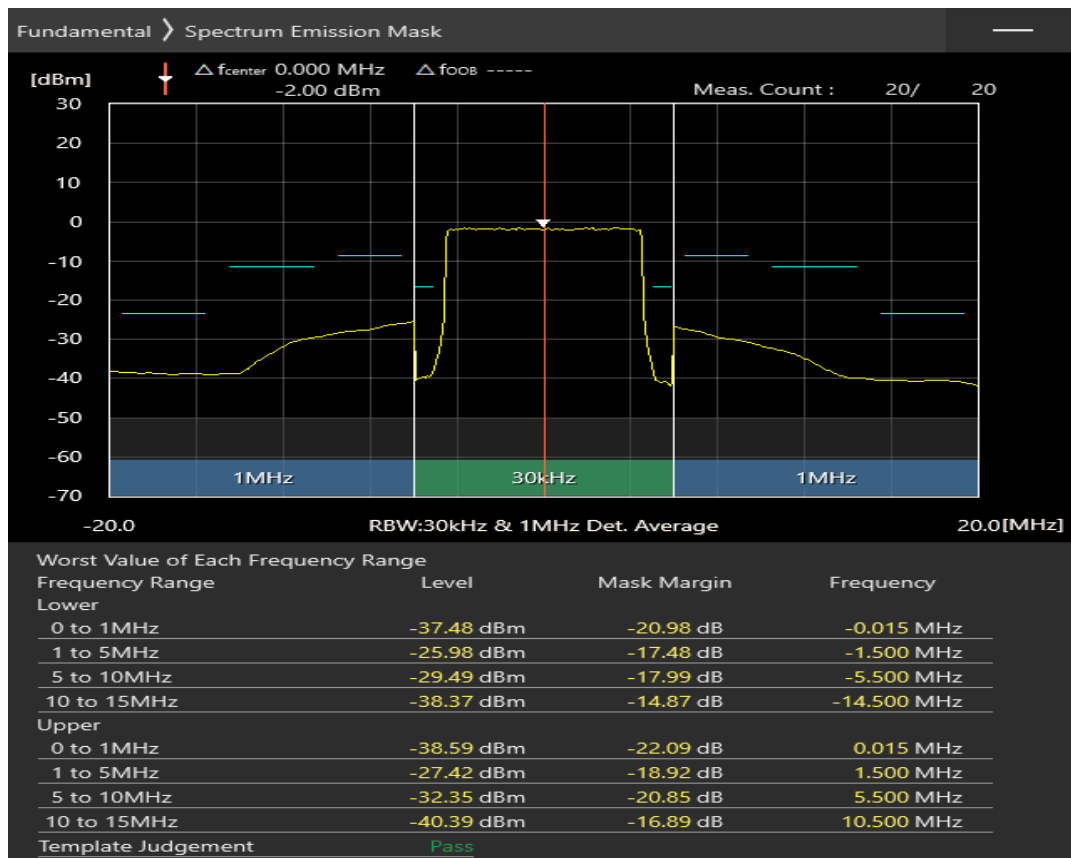 Fundamental ❯ Spectrum Emission Mask
[dBm] △ fcenter 0.000 MHz △ fOOB -----
-2.00 dBm Meas. Count : 20/ 20
30
20
10
0
-10
-20
-30
-40
-50
-60
1MHz 30kHz 1MHz
-70
-20.0 RBW:30kHz & 1MHz Det. Average 20.0[MHz]
Worst Value of Each Frequency Range
Frequency Range Level Mask Margin Frequency
Lower
0 to 1MHz -37.48 dBm -20.98 dB -0.015 MHz
1 to 5MHz -25.98 dBm -17.48 dB -1.500 MHz
5 to 10MHz -29.49 dBm -17.99 dB -5.500 MHz
10 to 15MHz -38.37 dBm -14.87 dB -14.500 MHz
Upper
0 to 1MHz -38.59 dBm -22.09 dB 0.015 MHz
1 to 5MHz -27.42 dBm -18.92 dB 1.500 MHz
5 to 10MHz -32.35 dBm -20.85 dB 5.500 MHz
10 to 15MHz -40.39 dBm -16.89 dB 10.500 MHz
Template Judgement Pass